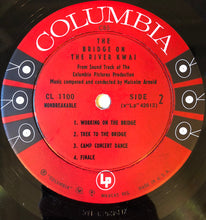 COLUMBIA
THE
BRIDGE ON
THE RIVER KWAI
From Sound Track of The
Columbia Pictures Production
Music composed and conducted by Malcolm Arnold
CL 1100
SIDE 2
NONBREAKABLE
1. WORKING ON THE BRIDGE
2. TREK TO THE BRIDGE
3. CAMP CONCERT DANCE
4. FINALE
LP